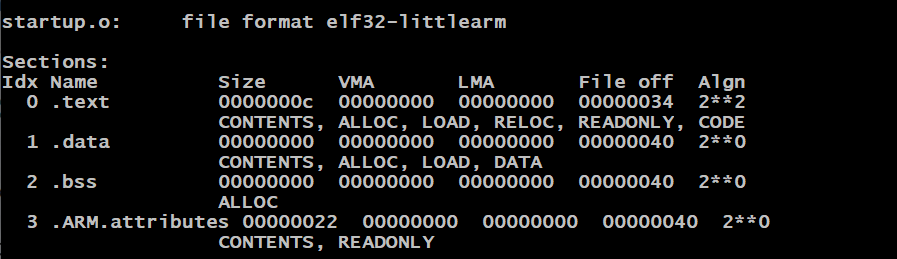 startup.o:     file format elf32-littlearm
Sections:
Idx Name          Size      VMA       LMA       File off  Algn
  0 .text         0000000c  00000000  00000000  00000034  2**2
                  CONTENTS, ALLOC, LOAD, RELOC, READONLY, CODE
  1 .data         00000000  00000000  00000000  00000040  2**0
                  CONTENTS, ALLOC, LOAD, DATA
  2 .bss          00000000  00000000  00000000  00000040  2**0
                  ALLOC
  3 .ARM.attributes 00000022  00000000  00000000  00000040  2**0
                  CONTENTS, READONLY